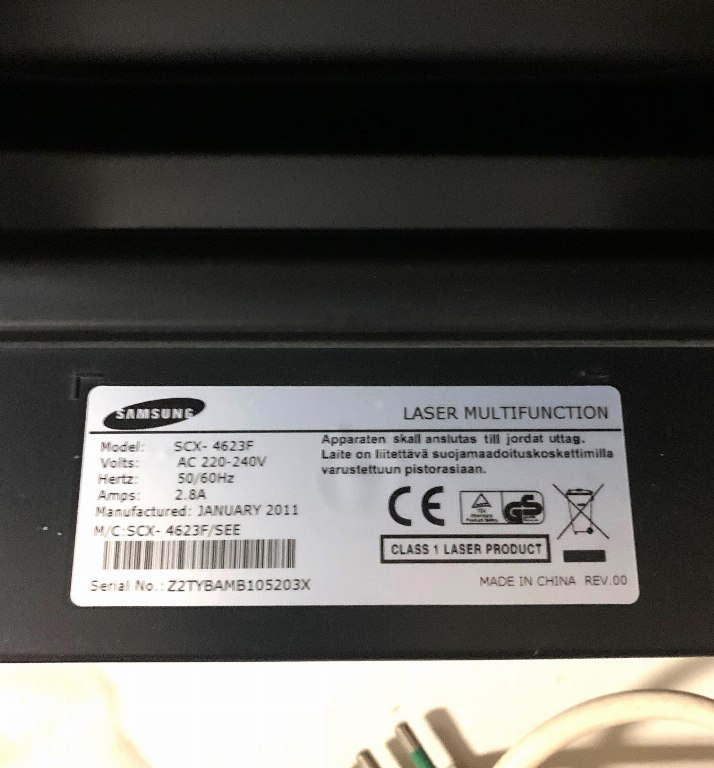 SAMSUNG
LASER MULTIFUNCTION
Model: SCX- 4623F
Volts: AC 220-240V
Hertz: 50/60Hz
Amps: 2.8A
Manufactured: JANUARY 2011
M/C:SCX- 4623F/SEE
Serial No.:Z2TYBAMB105203X
Apparaten skall anslutas till jordat uttag.
Laite on liitettävä suojamaadoituskoskettimilla
varustettuun pistorasiaan.
CE
GS
CLASS 1 LASER PRODUCT
MADE IN CHINA REV.00